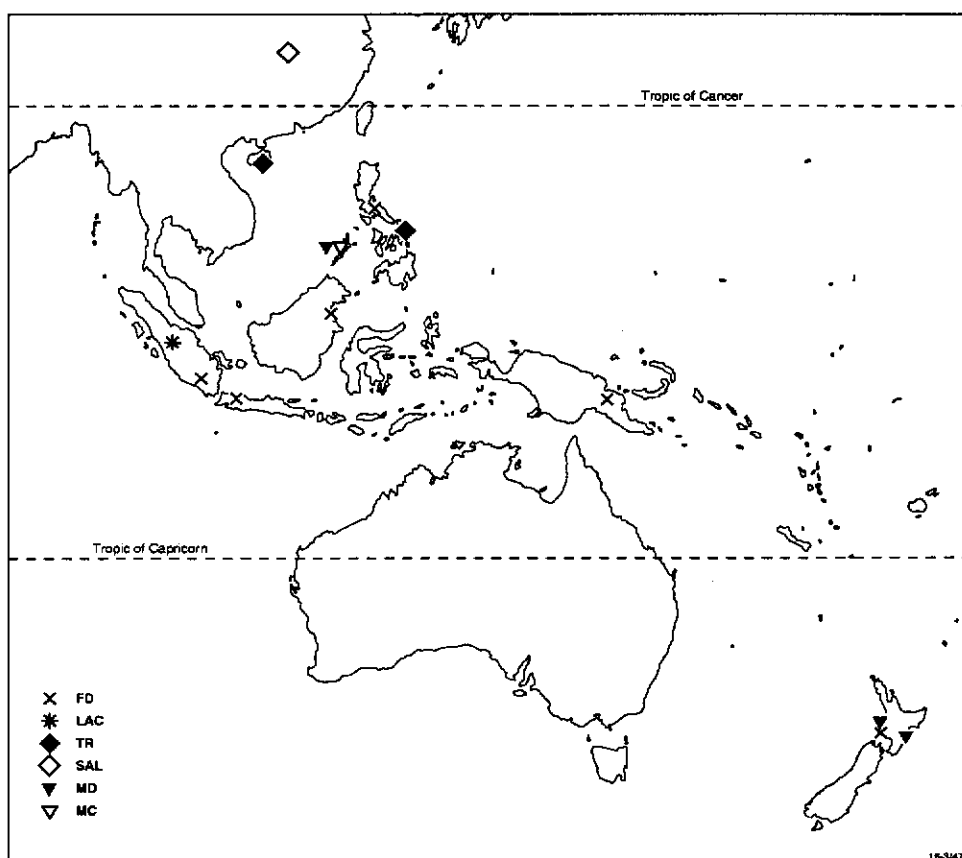 Tropic of Cancer
Tropic of Capricorn
FD
LAC
TR
SAL
MD
MC